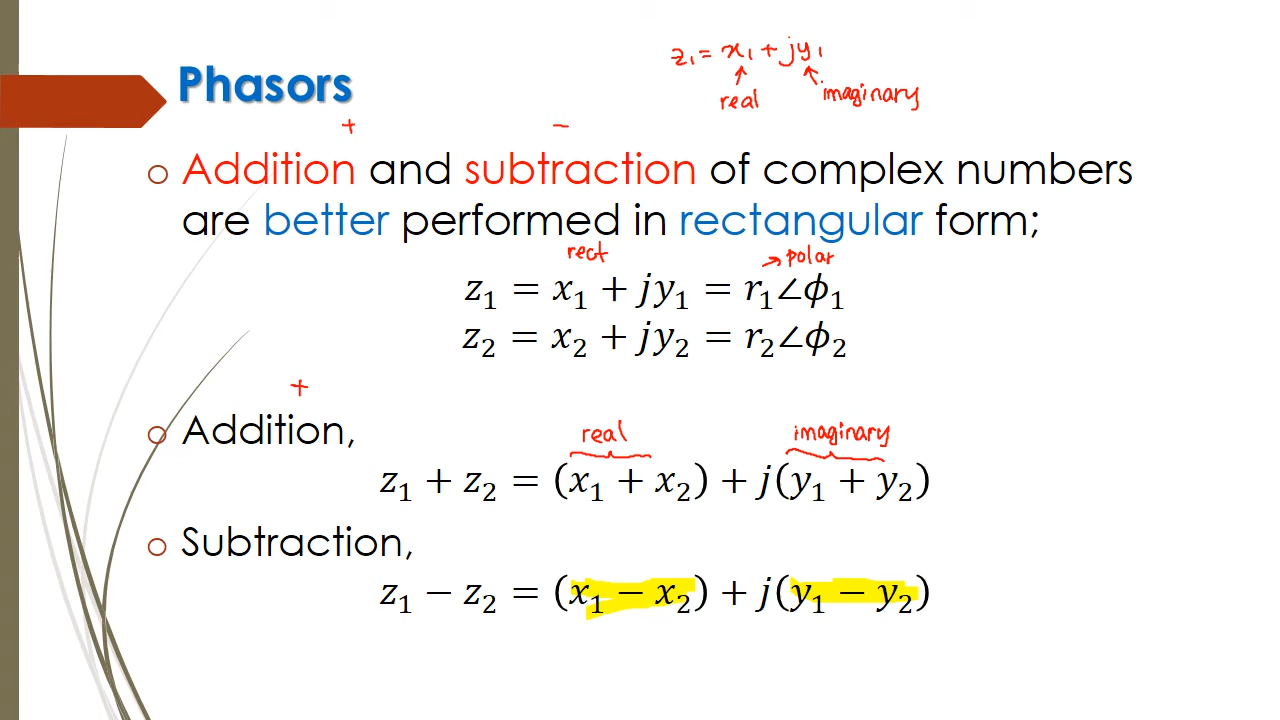 z₁ = x₁ + jy₁
Phasors
real imaginary
+ −
Addition and subtraction of complex numbers
are better performed in rectangular form;
rect → polar
z₁ = x₁ + jy₁ = r₁∠ϕ₁
z₂ = x₂ + jy₂ = r₂∠ϕ₂
+
Addition,
real imaginary
z₁ + z₂ = (x₁ + x₂) + j(y₁ + y₂)
Subtraction,
z₁ − z₂ = (x₁ − x₂) + j(y₁ − y₂)